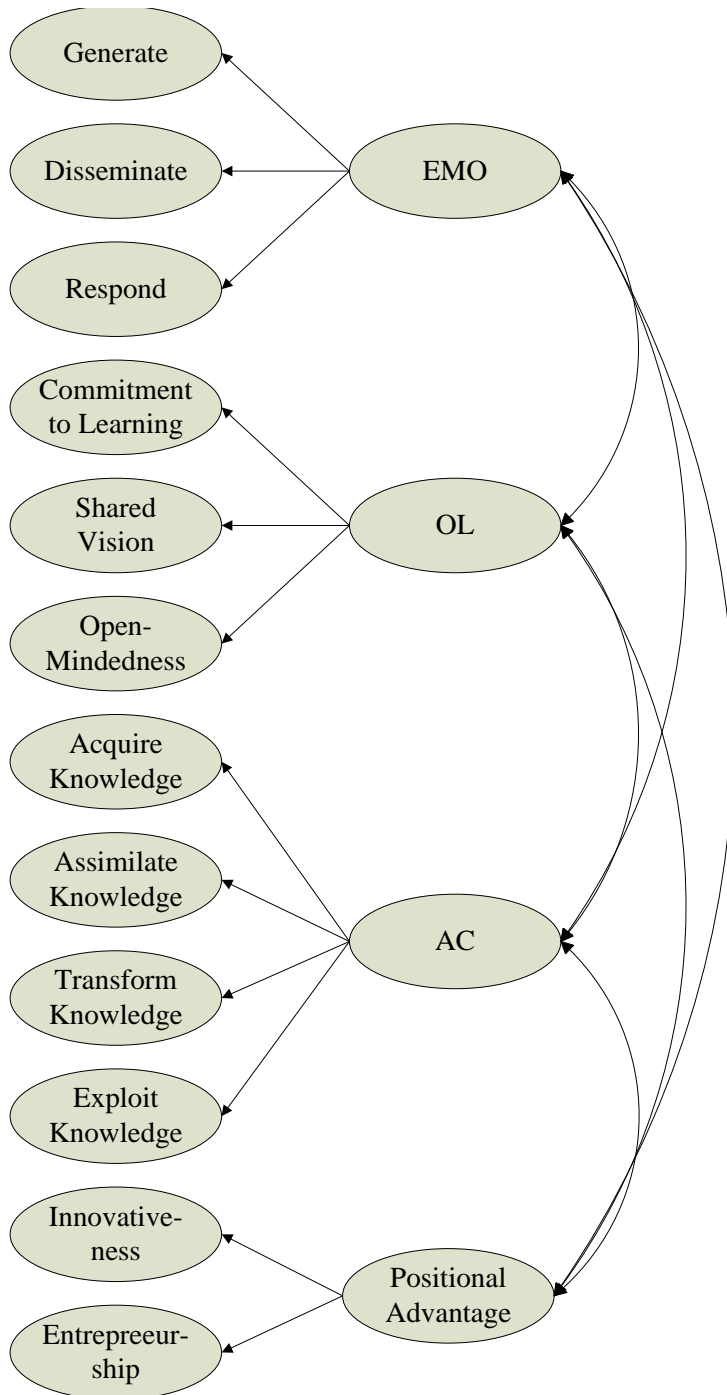 Generate
Disseminate
EMO
Respond
Commitment
to Learning
Shared
Vision
OL
Open-
Mindedness
Acquire
Knowledge
Assimilate
Knowledge
AC
Transform
Knowledge
Exploit
Knowledge
Innovative-
ness
Positional
Advantage
Entrepreeur-
ship